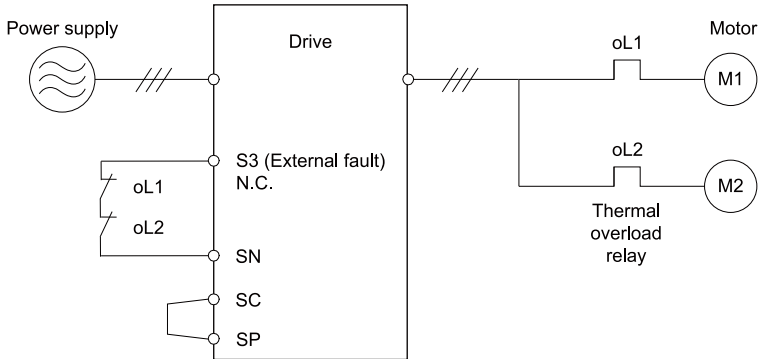 Power supply
Drive
oL1
Motor
M1
S3 (External fault)
N.C.
oL1
oL2
oL2
M2
Thermal
overload
relay
SN
SC
SP